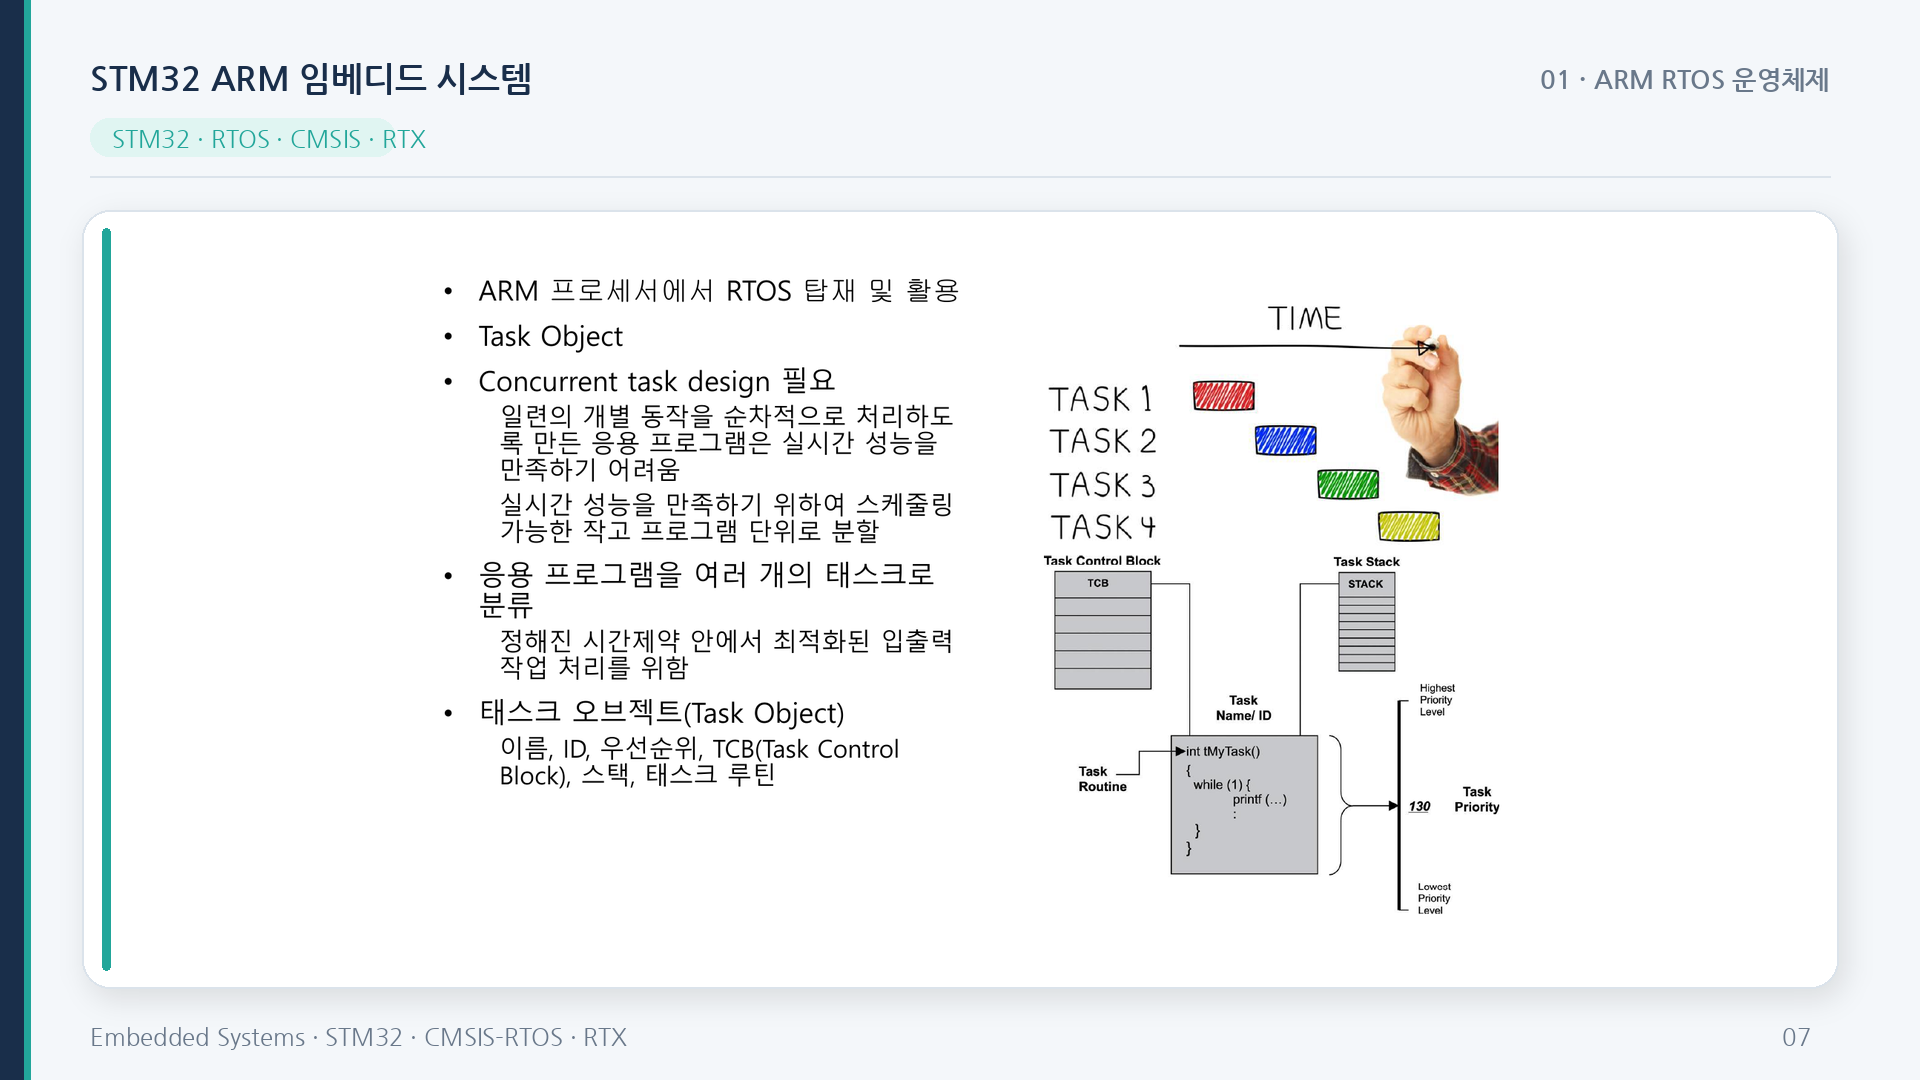 STM32 ARM 임베디드 시스템
01 · ARM RTOS 운영체제
STM32 · RTOS · CMSIS · RTX
• ARM 프로세서에서 RTOS 탑재 및 활용
• Task Object
• Concurrent task design 필요
일련의 개별 동작을 순차적으로 처리하도
록 만든 응용 프로그램은 실시간 성능을
만족하기 어려움
실시간 성능을 만족하기 위하여 스케줄링
가능한 작고 프로그램 단위로 분할
• 응용 프로그램을 여러 개의 태스크로
분류
정해진 시간제약 안에서 최적화된 입출력
작업 처리를 위함
• 태스크 오브젝트(Task Object)
이름, ID, 우선순위, TCB(Task Control
Block), 스택, 태스크 루틴
TIME
TASK 1
TASK 2
TASK 3
TASK 4
Task Control Block
TCB
Task Stack
STACK
Task
Name/ ID
Task
Routine
int tMyTask()
{
while (1) {
printf (...)
:
}
}
Highest
Priority
Level
130
Task
Priority
Lowest
Priority
Level
Embedded Systems · STM32 · CMSIS-RTOS · RTX
07